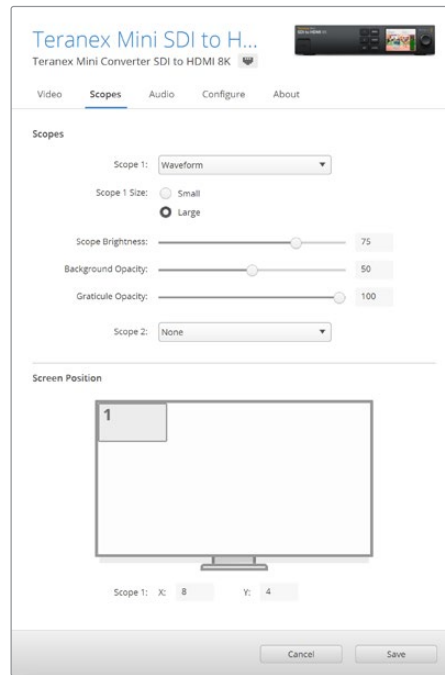 Teranex Mini SDI to H...
Teranex Mini Converter SDI to HDMI 8K
Video Scopes Audio Configure About
Scopes
Scope 1: Waveform
Scope 1 Size: Small
Large
Scope Brightness: 75
Background Opacity: 50
Graticule Opacity: 100
Scope 2: None
Screen Position
1
Scope 1: X: 8 Y: 4
Cancel Save